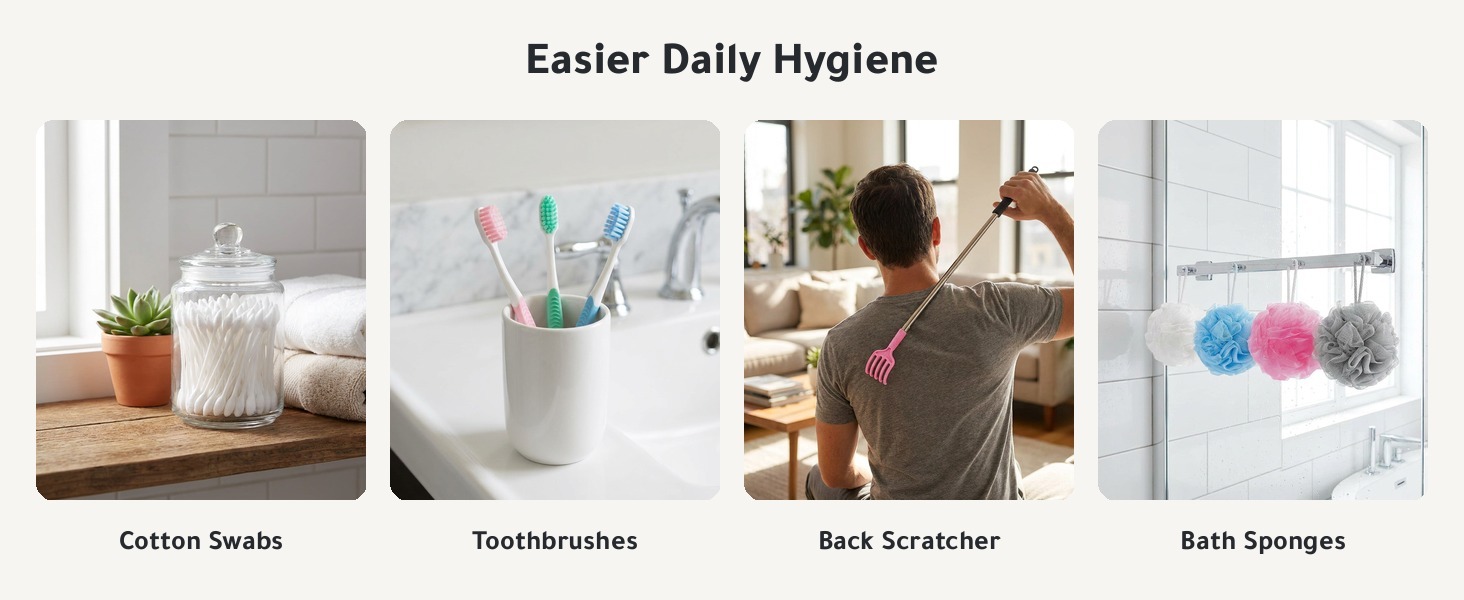 Easier Daily Hygiene
Cotton Swabs
Toothbrushes
Back Scratcher
Bath Sponges